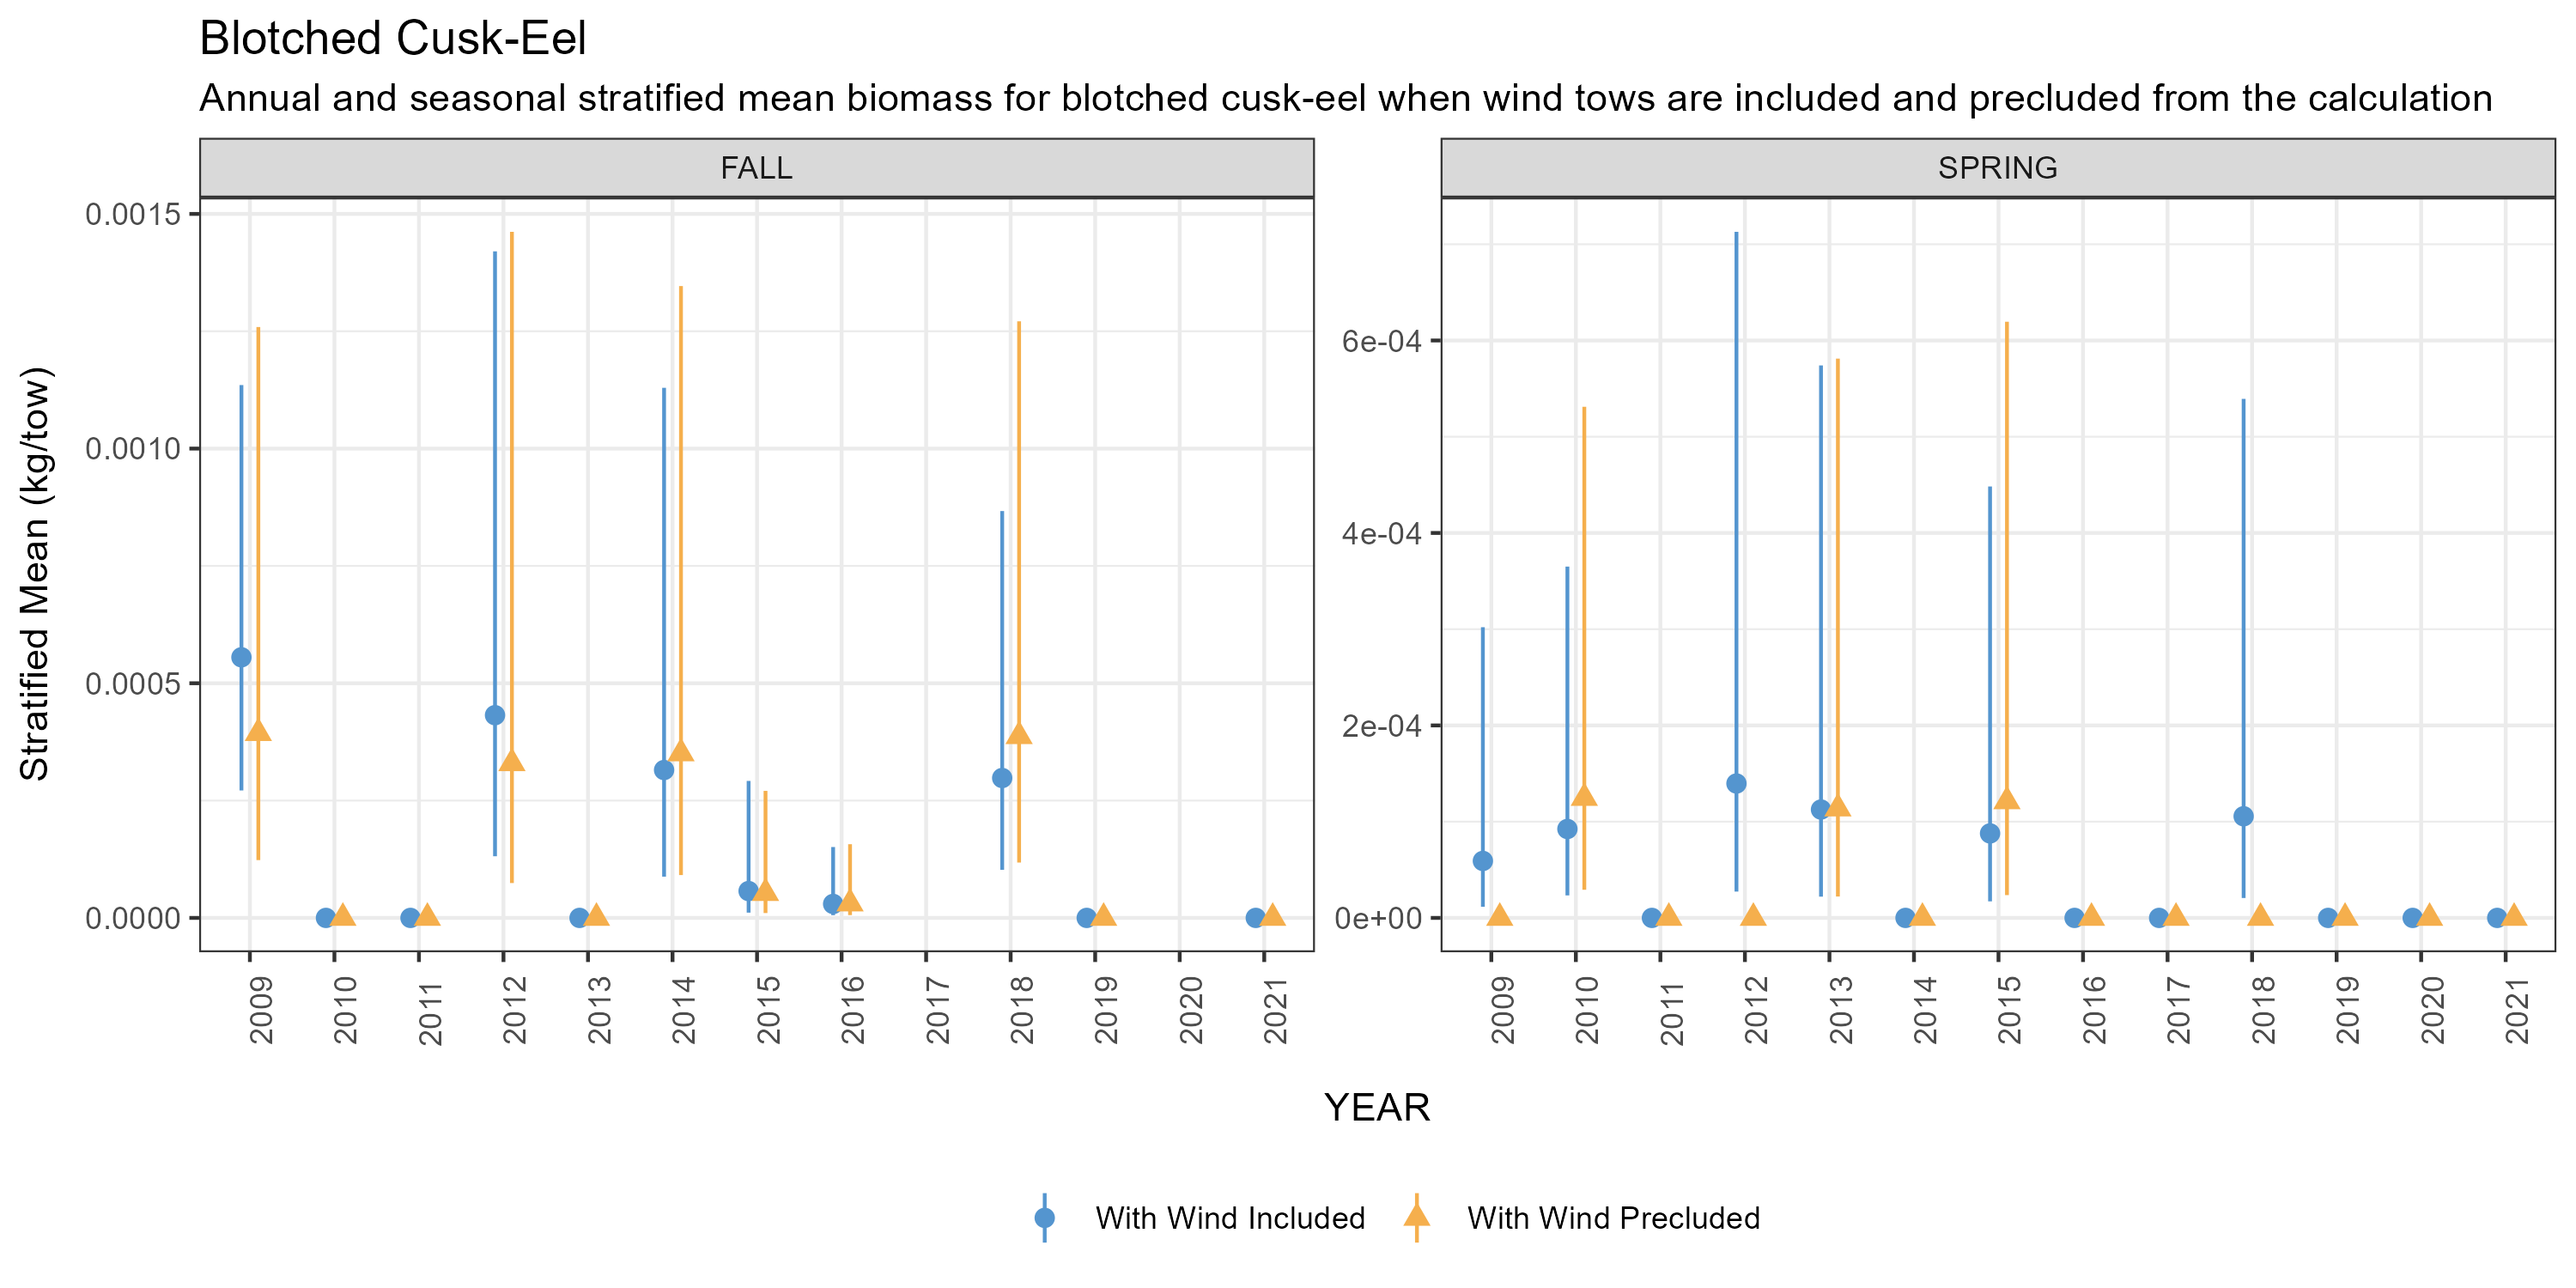 Blotched Cusk-Eel
Annual and seasonal stratified mean biomass for blotched cusk-eel when wind tows are included and precluded from the calculation
FALL
SPRING
Stratified Mean (kg/tow)
0.0015
0.0010
0.0005
0.0000
6e-04
4e-04
2e-04
0e+00
2009
2010
2011
2012
2013
2014
2015
2016
2017
2018
2019
2020
2021
2009
2010
2011
2012
2013
2014
2015
2016
2017
2018
2019
2020
2021
YEAR
With Wind Included
With Wind Precluded